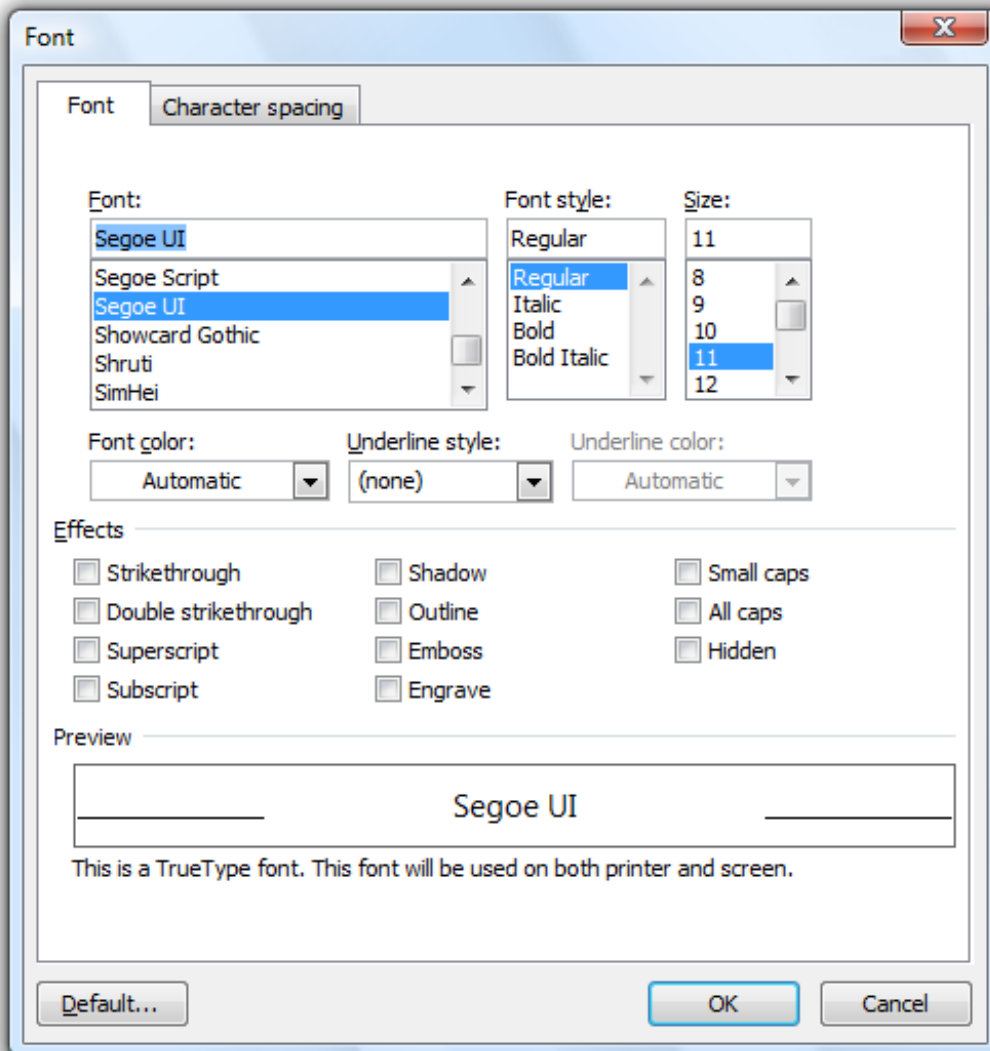 Font
Font Character spacing
Font: Font style: Size:
Segoe UI Regular 11
Segoe Script Regular 8
Segoe UI Italic 9
Showcard Gothic Bold 10
Shruti Bold Italic 11
SimHei 12
Font color: Underline style: Underline color:
Automatic (none) Automatic
Effects
Strikethrough Shadow Small caps
Double strikethrough Outline All caps
Superscript Emboss Hidden
Subscript Engrave
Preview
Segoe UI
This is a TrueType font. This font will be used on both printer and screen.
Default... OK Cancel